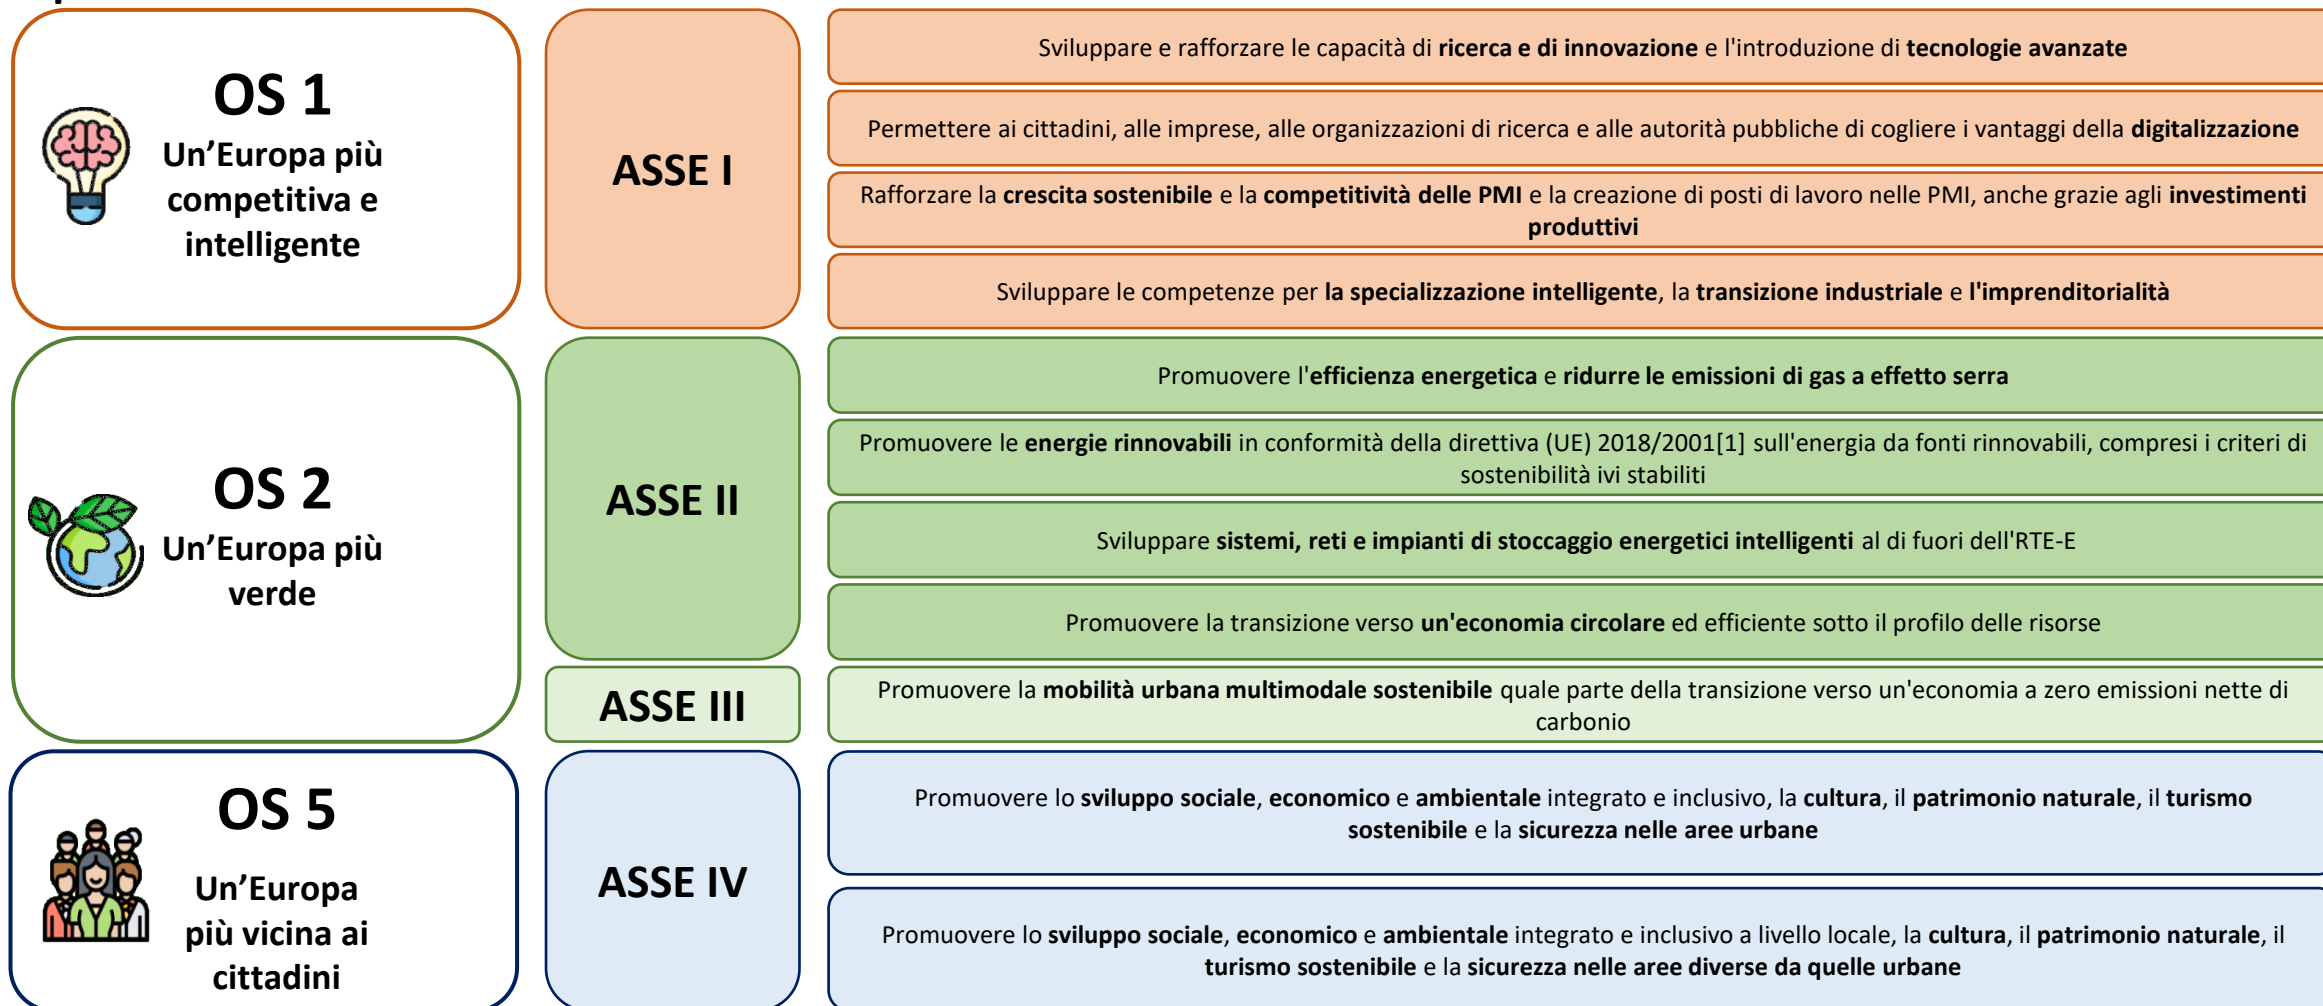 OS 1
Un’Europa più
competitiva e
intelligente
ASSE I
Sviluppare e rafforzare le capacità di ricerca e di innovazione e l'introduzione di tecnologie avanzate
Permettere ai cittadini, alle imprese, alle organizzazioni di ricerca e alle autorità pubbliche di cogliere i vantaggi della digitalizzazione
Rafforzare la crescita sostenibile e la competitività delle PMI e la creazione di posti di lavoro nelle PMI, anche grazie agli investimenti
produttivi
Sviluppare le competenze per la specializzazione intelligente, la transizione industriale e l'imprenditorialità
OS 2
Un’Europa più
verde
ASSE II
Promuovere l'efficienza energetica e ridurre le emissioni di gas a effetto serra
Promuovere le energie rinnovabili in conformità della direttiva (UE) 2018/2001[1] sull'energia da fonti rinnovabili, compresi i criteri di
sostenibilità ivi stabiliti
Sviluppare sistemi, reti e impianti di stoccaggio energetici intelligenti al di fuori dell'RTE-E
Promuovere la transizione verso un'economia circolare ed efficiente sotto il profilo delle risorse
ASSE III
Promuovere la mobilità urbana multimodale sostenibile quale parte della transizione verso un'economia a zero emissioni nette di
carbonio
OS 5
Un’Europa
più vicina ai
cittadini
ASSE IV
Promuovere lo sviluppo sociale, economico e ambientale integrato e inclusivo, la cultura, il patrimonio naturale, il turismo
sostenibile e la sicurezza nelle aree urbane
Promuovere lo sviluppo sociale, economico e ambientale integrato e inclusivo a livello locale, la cultura, il patrimonio naturale, il
turismo sostenibile e la sicurezza nelle aree diverse da quelle urbane